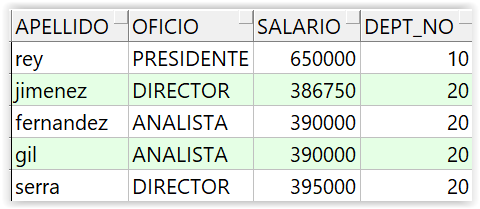 APELLIDO OFICIO SALARIO DEPT_NO
rey PRESIDENTE 650000 10
jimenez DIRECTOR 386750 20
fernandez ANALISTA 390000 20
gil ANALISTA 390000 20
serra DIRECTOR 395000 20